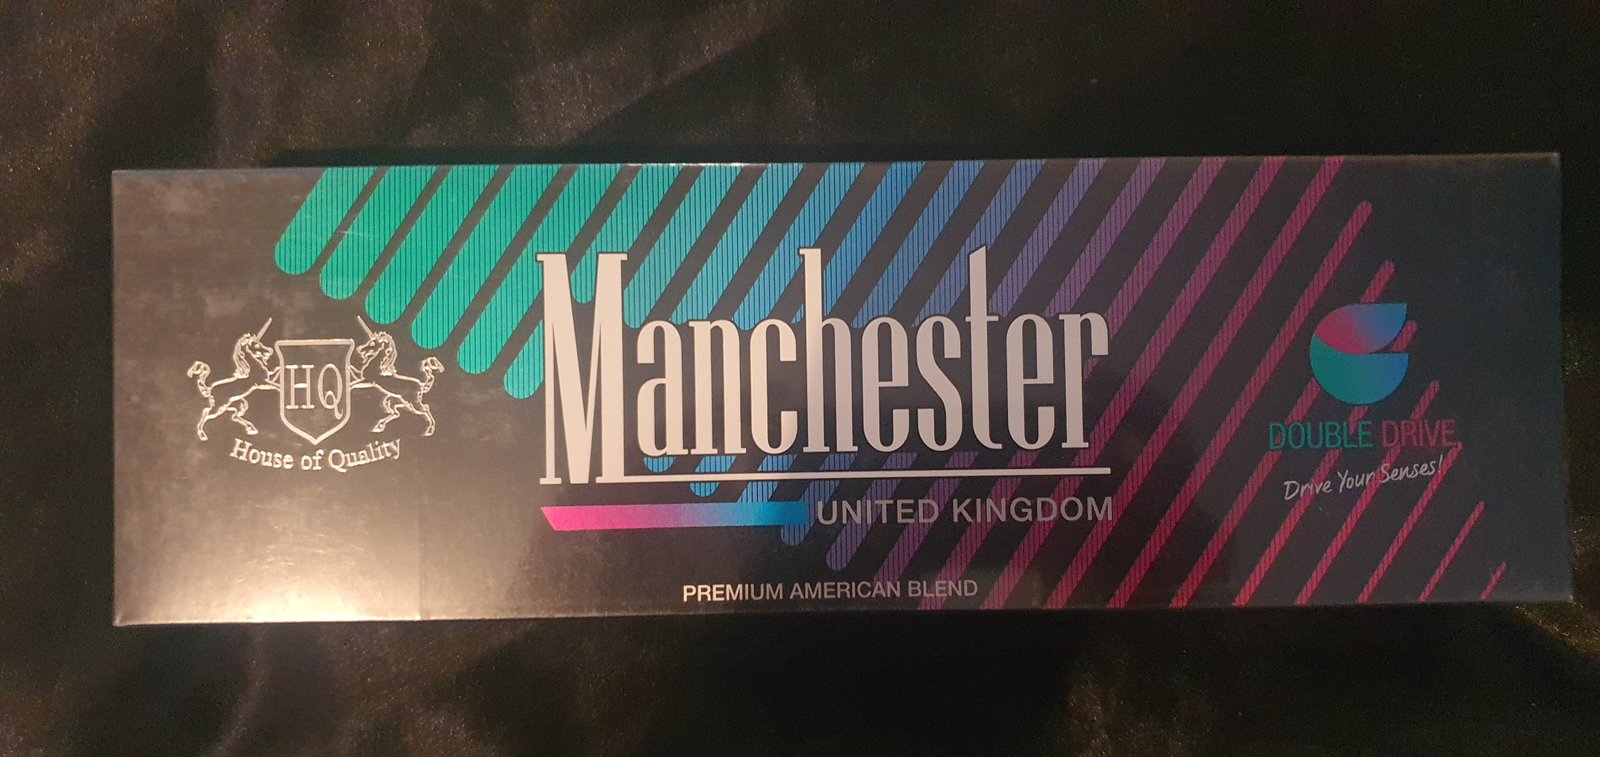 HQ
House of Quality
Manchester
UNITED KINGDOM
PREMIUM AMERICAN BLEND
DOUBLE DRIVE
Drive Your Senses!